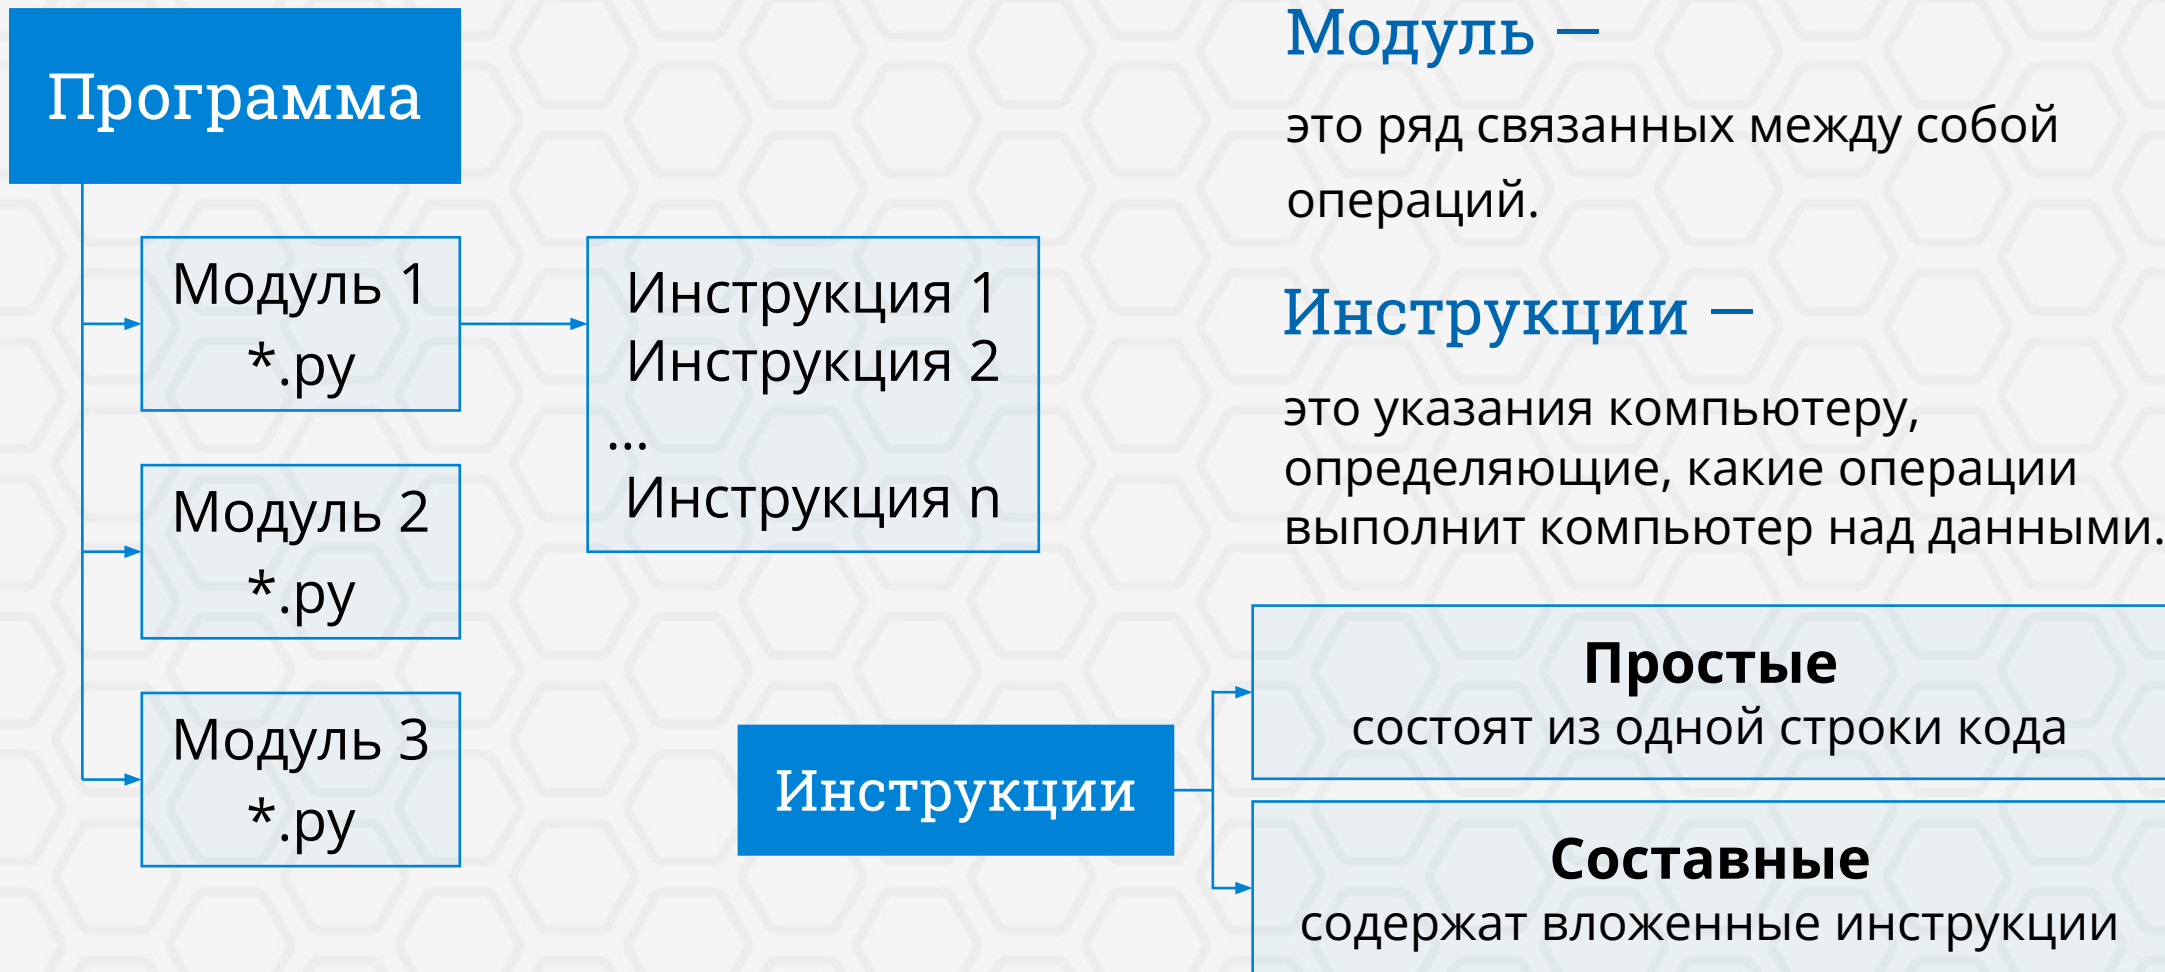 Программа
Модуль 1
*.py
Модуль 2
*.py
Модуль 3
*.py
Инструкция 1
Инструкция 2
...
Инструкция n
Модуль —
это ряд связанных между собой
операций.
Инструкции —
это указания компьютеру,
определяющие, какие операции
выполнит компьютер над данными.
Инструкции
Простые
состоят из одной строки кода
Составные
содержат вложенные инструкции